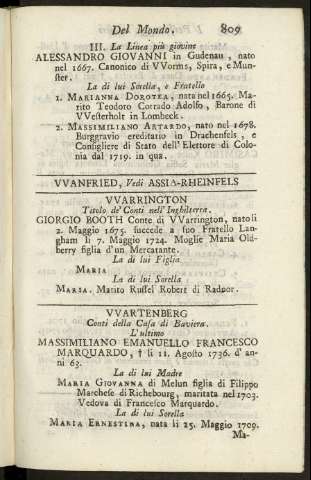 Del Mondo. 809
III. La Linea più giovine
ALESSANDRO GIOVANNI in Gudenau, nato
nel 1667. Canonico di VVorms, Spira, e Mun-
ster.
La di lui Sorella, e Fratello
1. MARIANNA DOROTEA, nata nel 1665. Ma-
rito Teodoro Corrado Adolfo, Barone di
VVesterholt in Lombeck.
2. MASSIMILIANO ARTARDO, nato nel 1678.
Burggravio ereditario in Drachensfels, e
Consigliere di Stato dell' Elettore di Colo-
nia dal 1719. in qua.
VVANFRIED, Vedi ASSIA-RHEINFELS
VVARRINGTON
Titolo de' Conti nell' Inghilterra.
GIORGIO BOOTH Conte di VVarrington, nato li
2. Maggio 1675. succede a suo Fratello Lan-
gham li 7. Maggio 1724. Moglie Maria Old-
berry figlia d'un Mercatante.
La di lui Figlia
MARIA
La di lui Sorella
MARIA. Marito Russel Robert di Radnor.
VVARTENBERG
Conti della Casa di Baviera.
L'ultimo
MASSIMILIANO EMANUELLO FRANCESCO
MARQUARDO, † li 11. Agosto 1736. d' an-
ni 63.
La di lui Madre
MARIA GIOVANNA di Melun figlia di Filippo
Marchese di Richebourg, maritata nel 1703.
Vedova di Francesco Marquardo.
La di lui Sorella
MARIA ERNESTINA, nata li 25. Maggio 1709.
Ma-